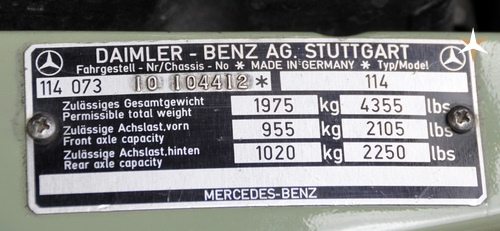 DAIMLER - BENZ AG. STUTTGART
Fahrgestell - Nr/Chassis - No * MADE IN GERMANY * Typ/Model
114 073 10 104412 * 114
Zulässiges Gesamtgewicht
Permissible total weight 1975 kg 4355 lbs
Zulässige Achslast,vorn
Front axle capacity 955 kg 2105 lbs
Zulässige Achslast,hinten
Rear axle capacity 1020 kg 2250 lbs
MERCEDES-BENZ